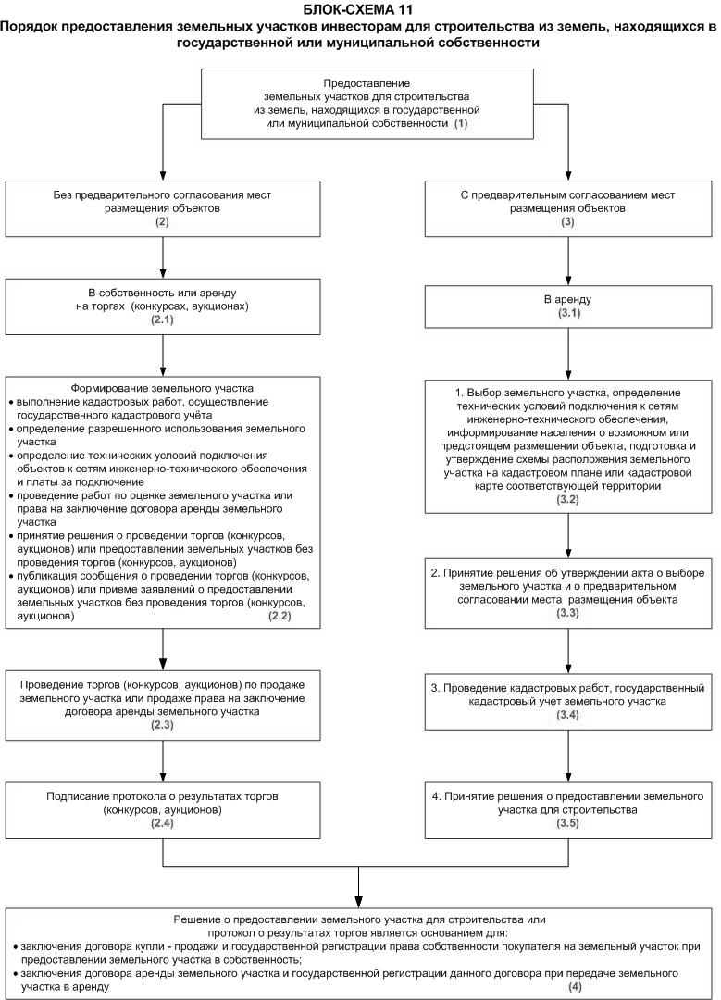 БЛОК-СХЕМА 11
Порядок предоставления земельных участков инвесторам для строительства из земель, находящихся в
государственной или муниципальной собственности
Предоставление
земельных участков для строительства
из земель, находящихся в государственной
или муниципальной собственности (1)
Без предварительного согласования мест
размещения объектов
(2)
В собственность или аренду
на торгах (конкурсах, аукционах)
(2.1)
Формирование земельного участка
• выполнение кадастровых работ, осуществление
государственного кадастрового учёта
• определение разрешенного использования земельного
участка
• определение технических условий подключения
объектов к сетям инженерно-технического обеспечения
и платы за подключение
• проведение работ по оценке земельного участка или
права на заключение договора аренды земельного
участка
• принятие решения о проведении торгов (конкурсов,
аукционов) или предоставлении земельных участков без
проведения торгов (конкурсов, аукционов)
• публикация сообщения о проведении торгов (конкурсов,
аукционов) или приеме заявлений о предоставлении
земельных участков без проведения торгов (конкурсов,
аукционов) (2.2)
Проведение торгов (конкурсов, аукционов) по продаже
земельного участка или продаже права на заключение
договора аренды земельного участка
(2.3)
Подписание протокола о результатах торгов
(конкурсов, аукционов)
(2.4)
С предварительным согласованием мест
размещения объектов
(3)
В аренду
(3.1)
1. Выбор земельного участка, определение
технических условий подключения к сетям
инженерно-технического обеспечения,
информирование населения о возможном или
предстоящем размещении объекта, подготовка и
утверждение схемы расположения земельного
участка на кадастровом плане или кадастровой
карте соответствующей территории
(3.2)
2. Принятие решения об утверждении акта о выборе
земельного участка и о предварительном
согласовании места размещения объекта
(3.3)
3. Проведение кадастровых работ, государственный
кадастровый учет земельного участка
(3.4)
4. Принятие решения о предоставлении земельного
участка для строительства
(3.5)
Решение о предоставлении земельного участка для строительства или
протокол о результатах торгов является основанием для:
• заключения договора купли - продажи и государственной регистрации права собственности покупателя на земельный участок при
предоставлении земельного участка в собственность;
• заключения договора аренды земельного участка и государственной регистрации данного договора при передаче земельного
участка в аренду (4)